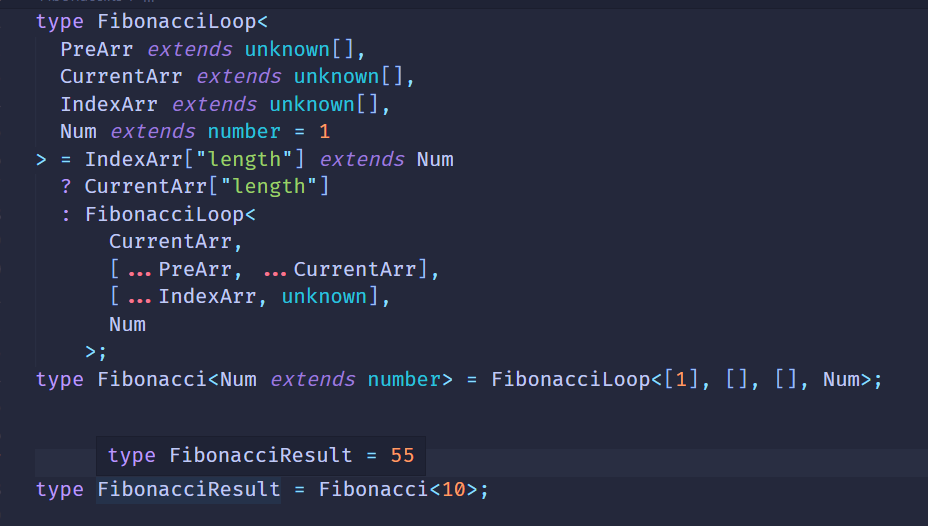 type FibonacciLoop<
  PreArr extends unknown[],
  CurrentArr extends unknown[],
  IndexArr extends unknown[],
  Num extends number = 1
> = IndexArr["length"] extends Num
  ? CurrentArr["length"]
  : FibonacciLoop<
      CurrentArr,
      [...PreArr, ...CurrentArr],
      [...IndexArr, unknown],
      Num
    >;
type Fibonacci<Num extends number> = FibonacciLoop<[1], [], [], Num>;
type FibonacciResult = 55
type FibonacciResult = Fibonacci<10>;